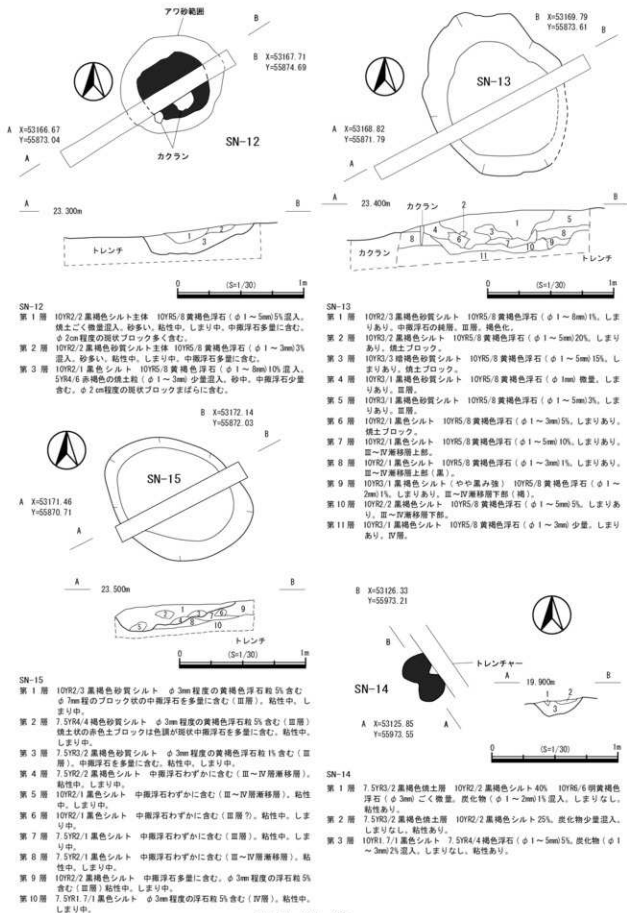 アワ砂範囲
B
B X=53167.71
Y=55874.69
A X=53166.67
Y=55873.04
A
SN-12
カクラン
A 23.300m B
1 2 3
トレンチ
0 (S=1/30) 1m
SN-12
第1層 10YR2/2 黒褐色シルト主体 10YR5/8 黄褐色浮石(φ1~5mm)5%混入。
焼土ごく微量混入、砂多い、粘性中、しまり中、中掫浮石多量に含む。
φ2cm程度の斑状ブロック多く含む。
第2層 10YR2/2 黒褐色砂質シルト主体 10YR5/8 黄褐色浮石(φ1~3mm)3%
混入、砂多い、粘性中、しまり中、中掫浮石多量に含む。
第3層 10YR2/1 黒色シルト 10YR5/8 黄褐色浮石(φ1~8mm)10%混入。
5YR4/6 赤褐色の焼土粒(φ1~3mm)少量混入、砂中、中掫浮石少量
含む、φ2cm程度の斑状ブロックまばらに含む。
B X=53169.79
Y=55873.61
B
SN-13
A X=53168.82
Y=55871.79
A
A 23.400m B
カクラン
2
4 1 5
8 6 3 7 8
9
10
11
カクラン
トレンチ
0 (S=1/30) 1m
SN-13
第1層 10YR2/3 黒褐色砂質シルト 10YR5/8 黄褐色浮石(φ1~8mm)1%、し
まりあり、中掫浮石の純層、Ⅲ層、褐色化。
第2層 10YR3/2 黒褐色砂質シルト 10YR5/8 黄褐色浮石(φ1~5mm)20%、しま
りあり、焼土ブロック。
第3層 10YR3/3 暗褐色砂質シルト 10YR5/8 黄褐色浮石(φ1~5mm)15%、し
まりあり、焼土ブロック。
第4層 10YR3/1 黒褐色砂質シルト 10YR5/8 黄褐色浮石(φ1mm)微量、しま
りあり、Ⅲ層。
第5層 10YR3/1 黒褐色砂質シルト 10YR5/8 黄褐色浮石(φ1~5mm)3%、しま
りあり、Ⅲ層。
第6層 10YR2/1 黒色シルト 10YR5/8 黄褐色浮石(φ1~3mm)5%、しまりあり、
焼土ブロック。
第7層 10YR2/1 黒色シルト 10YR5/8 黄褐色浮石(φ1~5mm)10%、しまりあり、
Ⅲ~Ⅳ漸移層上部。
第8層 10YR2/1 黒色シルト 10YR5/8 黄褐色浮石(φ1~3mm)1%、しまりあり、
Ⅲ~Ⅳ漸移層上部(黒)。
第9層 10YR3/1 黒褐色シルト(やや黒み強) 10YR5/8 黄褐色浮石(φ1~
2mm)1%、しまりあり、Ⅲ~Ⅳ漸移層下部(褐)。
第10層 10YR2/2 黒褐色シルト 10YR5/8 黄褐色浮石(φ1~5mm)5%、しまりあ
り、Ⅲ~Ⅳ漸移層下部。
第11層 10YR3/1 黒褐色シルト 10YR5/8 黄褐色浮石(φ1~3mm)少量、しまり
あり、Ⅳ層。
B X=53172.14
Y=55872.03
B
SN-15
A X=53171.46
Y=55870.71
A
A 23.500m B
1 9
10
トレンチ
0 (S=1/30) 1m
SN-15
第1層 10YR2/3 黒褐色砂質シルト φ3mm程度の黄褐色浮石粒5%含む
φ7mm程のブロック状の中掫浮石を多量に含む(Ⅲ層)。粘性中、し
まり中。
第2層 7.5YR4/4 褐色砂質シルト φ3mm程度の黄褐色浮石粒5%含む(Ⅲ層)
焼土状の赤色土ブロックは色調が斑状中掫浮石を多量に含む、粘性中、
しまり中。
第3層 7.5YR3/2 黒褐色砂質シルト φ3mm程度の黄褐色浮石粒1%含む(Ⅲ
層)、中掫浮石を多量に含む、粘性中、しまり中。
第4層 7.5YR2/2 黒褐色シルト 中掫浮石わずかに含む(Ⅲ~Ⅳ層漸移層)、
粘性中、しまり中。
第5層 10YR2/1 黒色シルト 中掫浮石わずかに含む(Ⅲ~Ⅳ層漸移層)、粘性
中、しまり中。
第6層 10YR2/1 黒色シルト 中掫浮石わずかに含む(Ⅲ層?)、粘性中、しま
り中。
第7層 7.5YR2/1 黒色シルト 中掫浮石わずかに含む(Ⅲ層)、粘性中、しま
り中。
第8層 7.5YR2/1 黒色シルト 中掫浮石わずかに含む(Ⅲ~Ⅳ層漸移層)、粘
性中、しまり中。
第9層 10YR2/2 黒褐色シルト 中掫浮石多量に含む、φ3mm程度の浮石粒5%
含む(Ⅲ層)粘性中、しまり中。
第10層 7.5YR1.7/1 黒色シルト φ3mm程度の浮石粒5%含む(Ⅳ層)、粘性中、
しまり中。
B X=53126.33
Y=55973.21
B
トレンチャー
SN-14
A X=53125.85
Y=55973.55
A
A 19.900m B
1 2
3
0 (S=1/30) 1m
SN-14
第1層 7.5YR3/2 黒褐色焼土層 10YR2/2 黒褐色シルト40% 10YR6/6 明黄褐色
浮石(φ3mm)ごく微量、炭化物(φ1~2mm)1%混入、しまりなし、
粘性あり。
第2層 7.5YR3/2 黒褐色焼土層 10YR2/2 黒褐色シルト25%、炭化物少量混入、
しまりなし、粘性あり。
第3層 10YR1.7/1 黒色シルト 7.5YR4/4 褐色浮石(φ1~5mm)5%、炭化物(φ1
~3mm)2%混入、しまりなし、粘性あり。